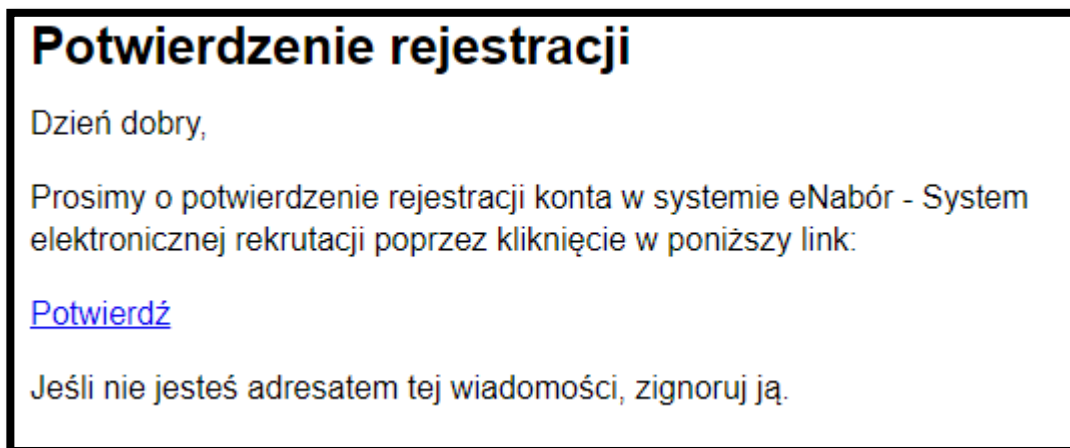 Potwierdzenie rejestracji
Dzień dobry,
Prosimy o potwierdzenie rejestracji konta w systemie eNabór - System
elektronicznej rekrutacji poprzez kliknięcie w poniższy link:
Potwierdź
Jeśli nie jesteś adresatem tej wiadomości, zignoruj ją.